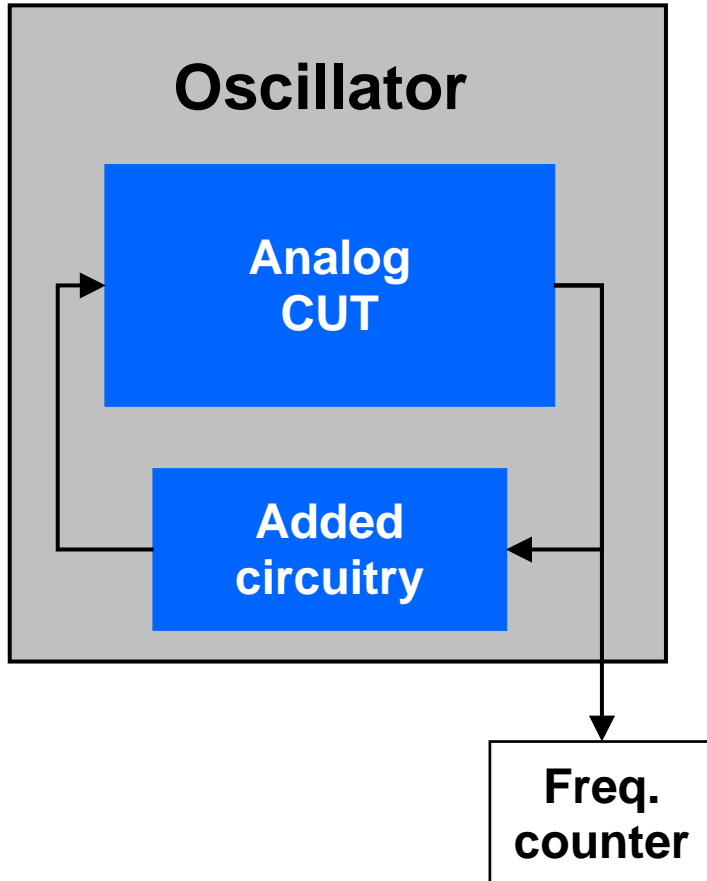 Oscillator
Analog
CUT
Added
circuitry
Freq.
counter